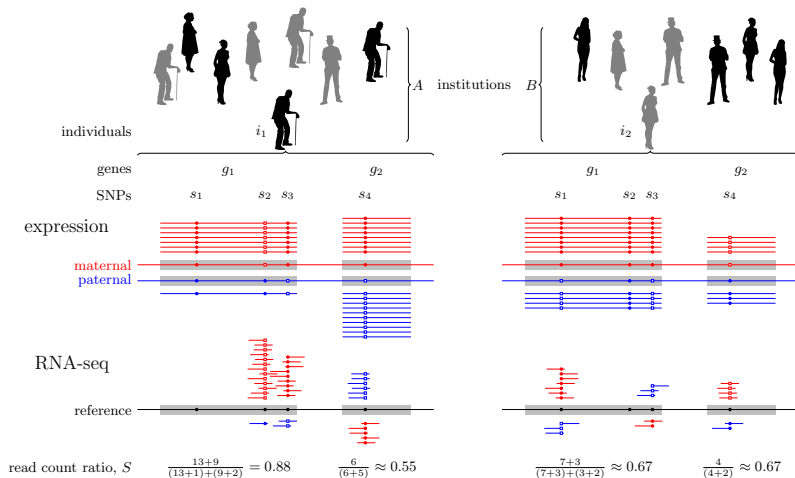 A institutions B
individuals i₁ i₂
genes g₁ g₂ g₁ g₂
SNPs s₁ s₂ s₃ s₄ s₁ s₂ s₃ s₄
expression
maternal
paternal
RNA-seq
reference
read count ratio, S 13+9/(13+1)+(9+2) = 0.88 6/(6+5) ≈ 0.55 7+3/(7+3)+(3+2) ≈ 0.67 4/(4+2) ≈ 0.67